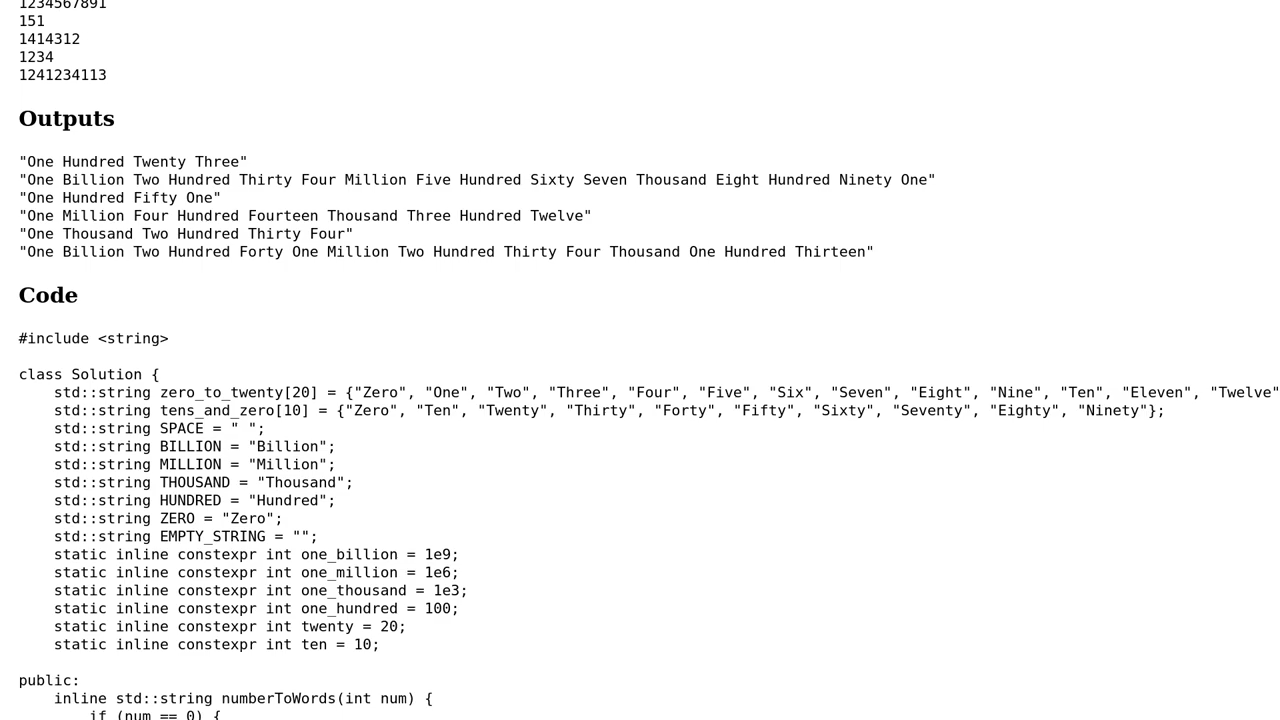 1234567891
151
1414312
1234
1241234113
Outputs
"One Hundred Twenty Three"
"One Billion Two Hundred Thirty Four Million Five Hundred Sixty Seven Thousand Eight Hundred Ninety One"
"One Hundred Fifty One"
"One Million Four Hundred Fourteen Thousand Three Hundred Twelve"
"One Thousand Two Hundred Thirty Four"
"One Billion Two Hundred Forty One Million Two Hundred Thirty Four Thousand One Hundred Thirteen"
Code
#include <string>
class Solution {
    std::string zero_to_twenty[20] = {"Zero", "One", "Two", "Three", "Four", "Five", "Six", "Seven", "Eight", "Nine", "Ten", "Eleven", "Twelve"
    std::string tens_and_zero[10] = {"Zero", "Ten", "Twenty", "Thirty", "Forty", "Fifty", "Sixty", "Seventy", "Eighty", "Ninety"};
    std::string SPACE = " ";
    std::string BILLION = "Billion";
    std::string MILLION = "Million";
    std::string THOUSAND = "Thousand";
    std::string HUNDRED = "Hundred";
    std::string ZERO = "Zero";
    std::string EMPTY_STRING = "";
    static inline constexpr int one_billion = 1e9;
    static inline constexpr int one_million = 1e6;
    static inline constexpr int one_thousand = 1e3;
    static inline constexpr int one_hundred = 100;
    static inline constexpr int twenty = 20;
    static inline constexpr int ten = 10;
public:
    inline std::string numberToWords(int num) {
        if (num == 0) {